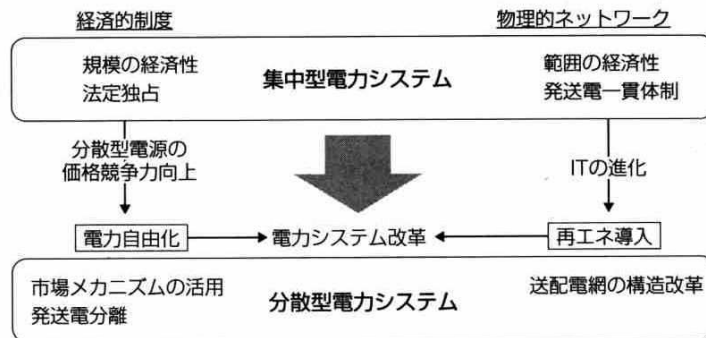 経済的制度
物理的ネットワーク
規模の経済性
法定独占
集中型電力システム
範囲の経済性
発送電一貫体制
分散型電源の
価格競争力向上
ITの進化
電力自由化
電力システム改革
再エネ導入
市場メカニズムの活用
発送電分離
分散型電力システム
送配電網の構造改革